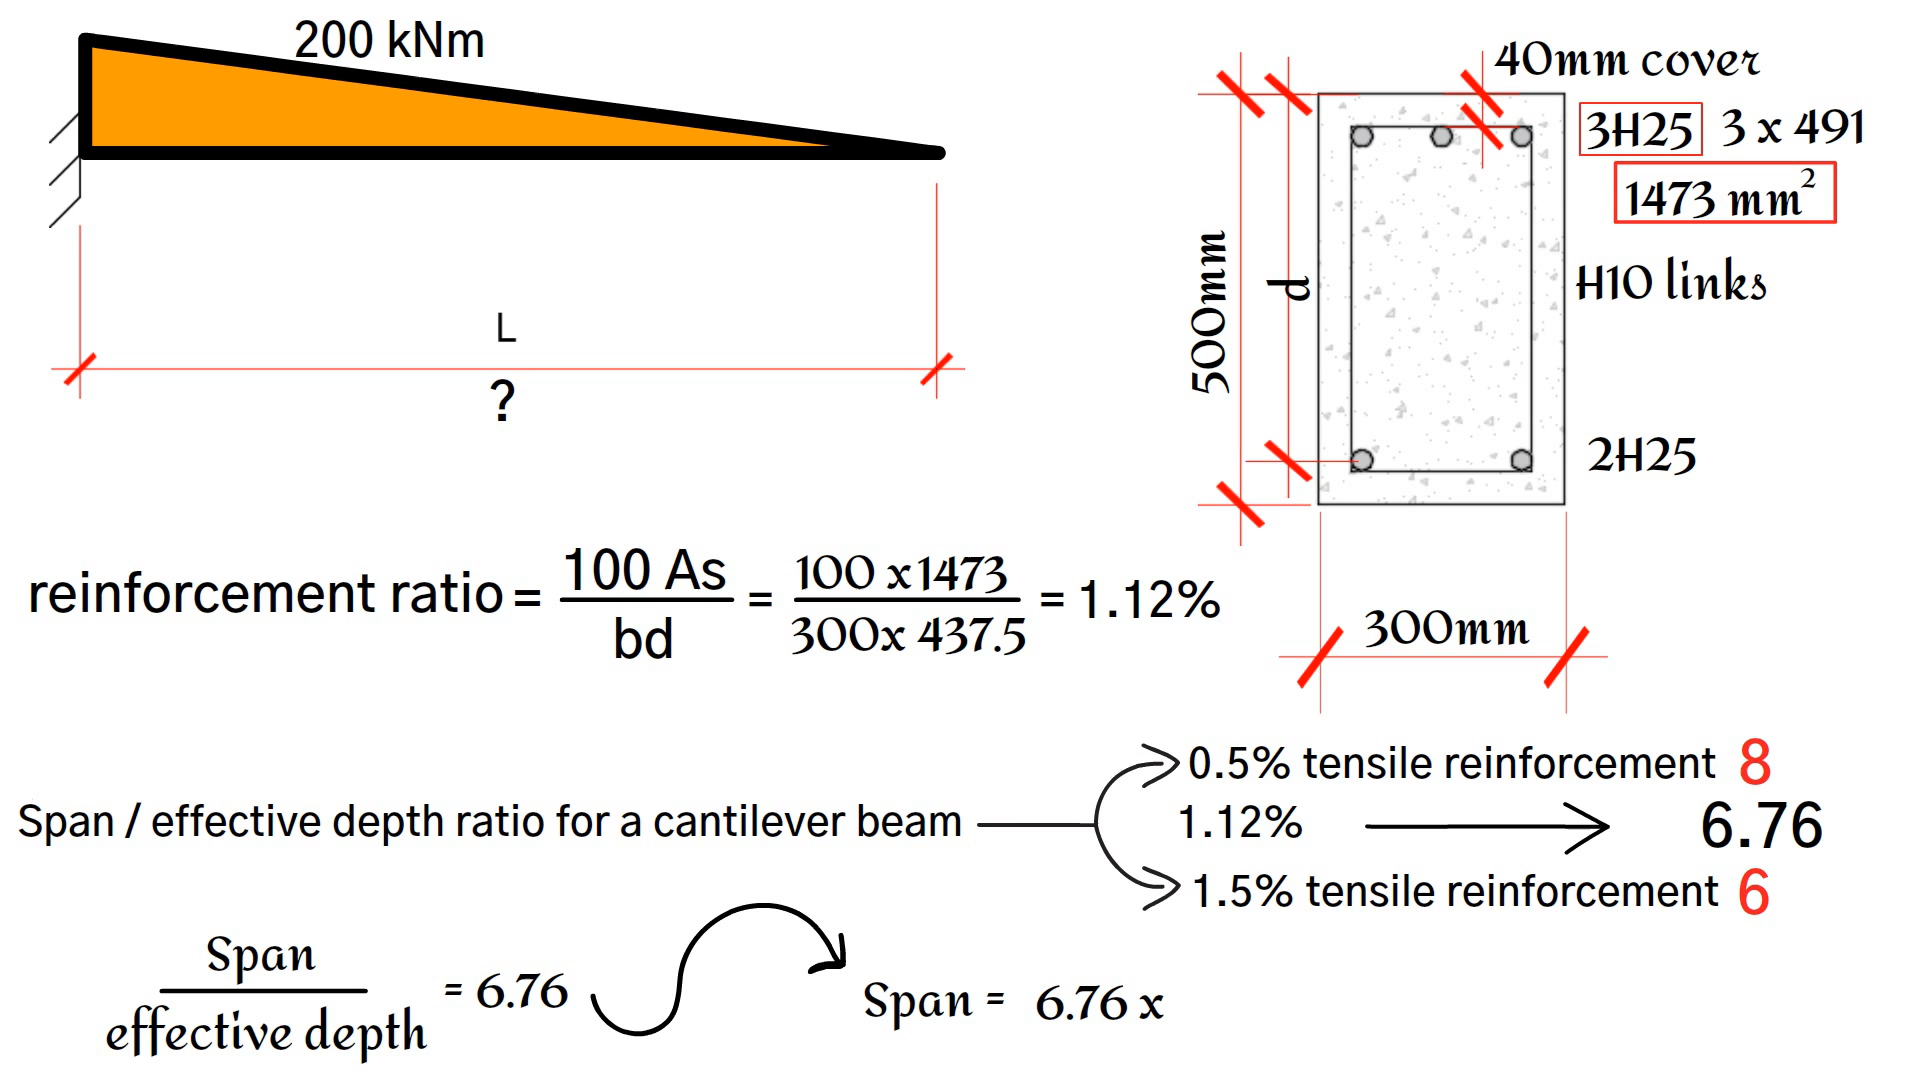 200 kNm
L
?
40mm cover
3H25 3 x 491
1473 mm²
500mm
d
H10 links
2H25
300mm
reinforcement ratio = 100 As / bd = 100 x 1473 / 300x 437.5 = 1.12%
Span / effective depth ratio for a cantilever beam
0.5% tensile reinforcement 8
1.12% 6.76
1.5% tensile reinforcement 6
Span
effective depth
= 6.76
Span = 6.76 x